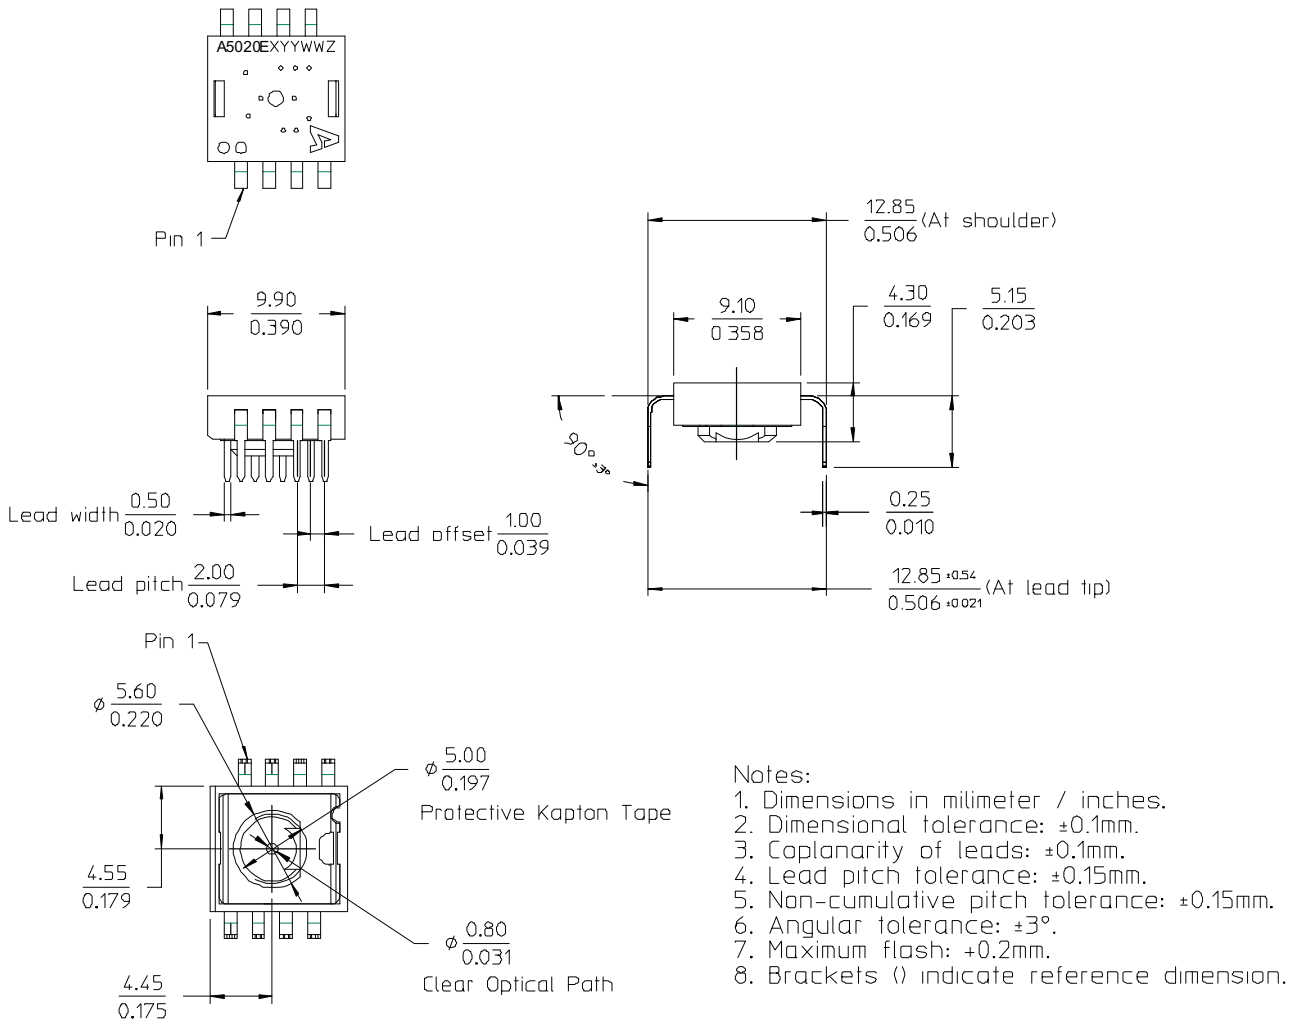 A5020EXYYWWZ
Pin 1
12.85
0.506
(At shoulder)
9.90
0.390
9.10
0.358
4.30
0.169
5.15
0.203
90° ±3°
Lead width
0.50
0.020
Lead offset
1.00
0.039
Lead pitch
2.00
0.079
0.25
0.010
12.85 ±0.54
0.506 ±0.021
(At lead tip)
Pin 1
ϕ 5.60
0.220
ϕ 5.00
0.197
Protective Kapton Tape
4.55
0.179
ϕ 0.80
0.031
Clear Optical Path
4.45
0.175
Notes:
1. Dimensions in milimeter / inches.
2. Dimensional tolerance: ±0.1mm.
3. Coplanarity of leads: ±0.1mm.
4. Lead pitch tolerance: ±0.15mm.
5. Non-cumulative pitch tolerance: ±0.15mm.
6. Angular tolerance: ±3°.
7. Maximum flash: +0.2mm.
8. Brackets () indicate reference dimension.